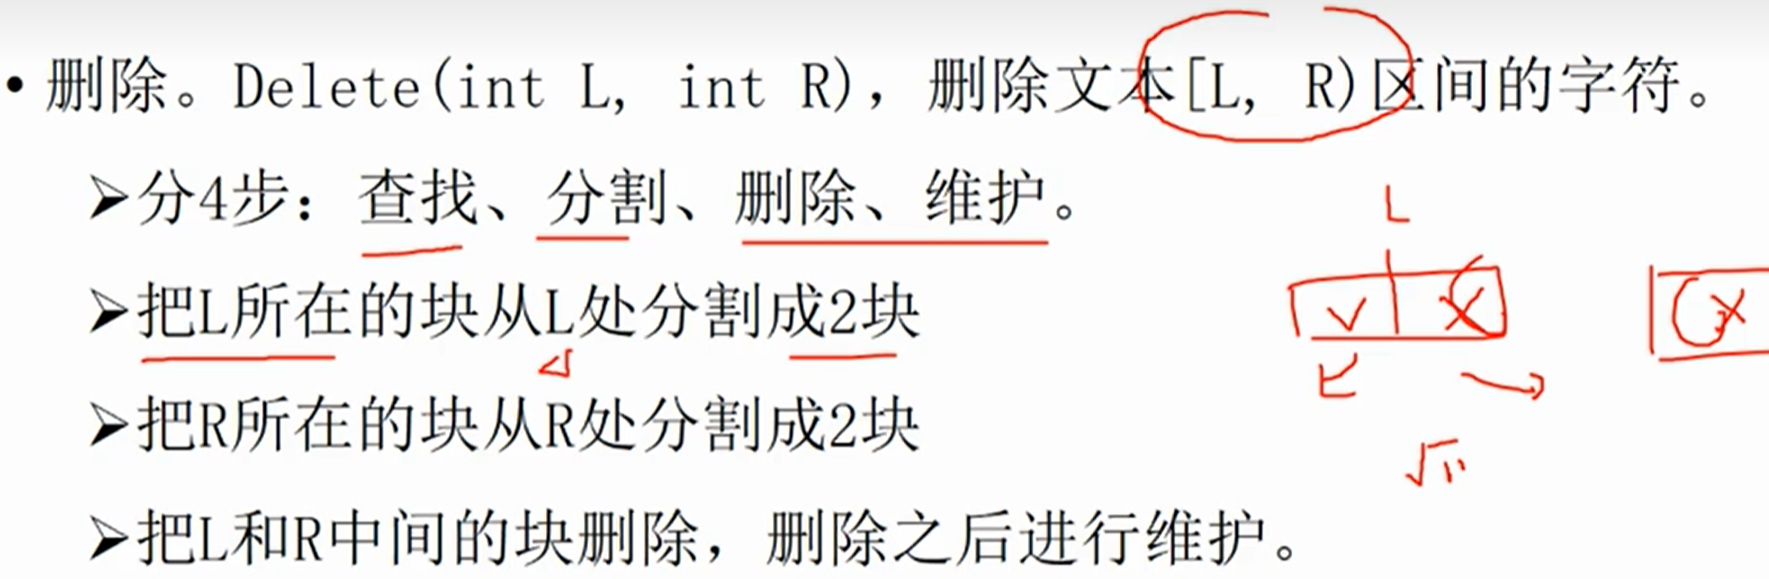 • 删除。Delete(int L, int R)，删除文本[L, R)区间的字符。
➢分4步：查找、分割、删除、维护。
L
➢把L所在的块从L处分割成2块
➢把R所在的块从R处分割成2块
√n
➢把L和R中间的块删除，删除之后进行维护。